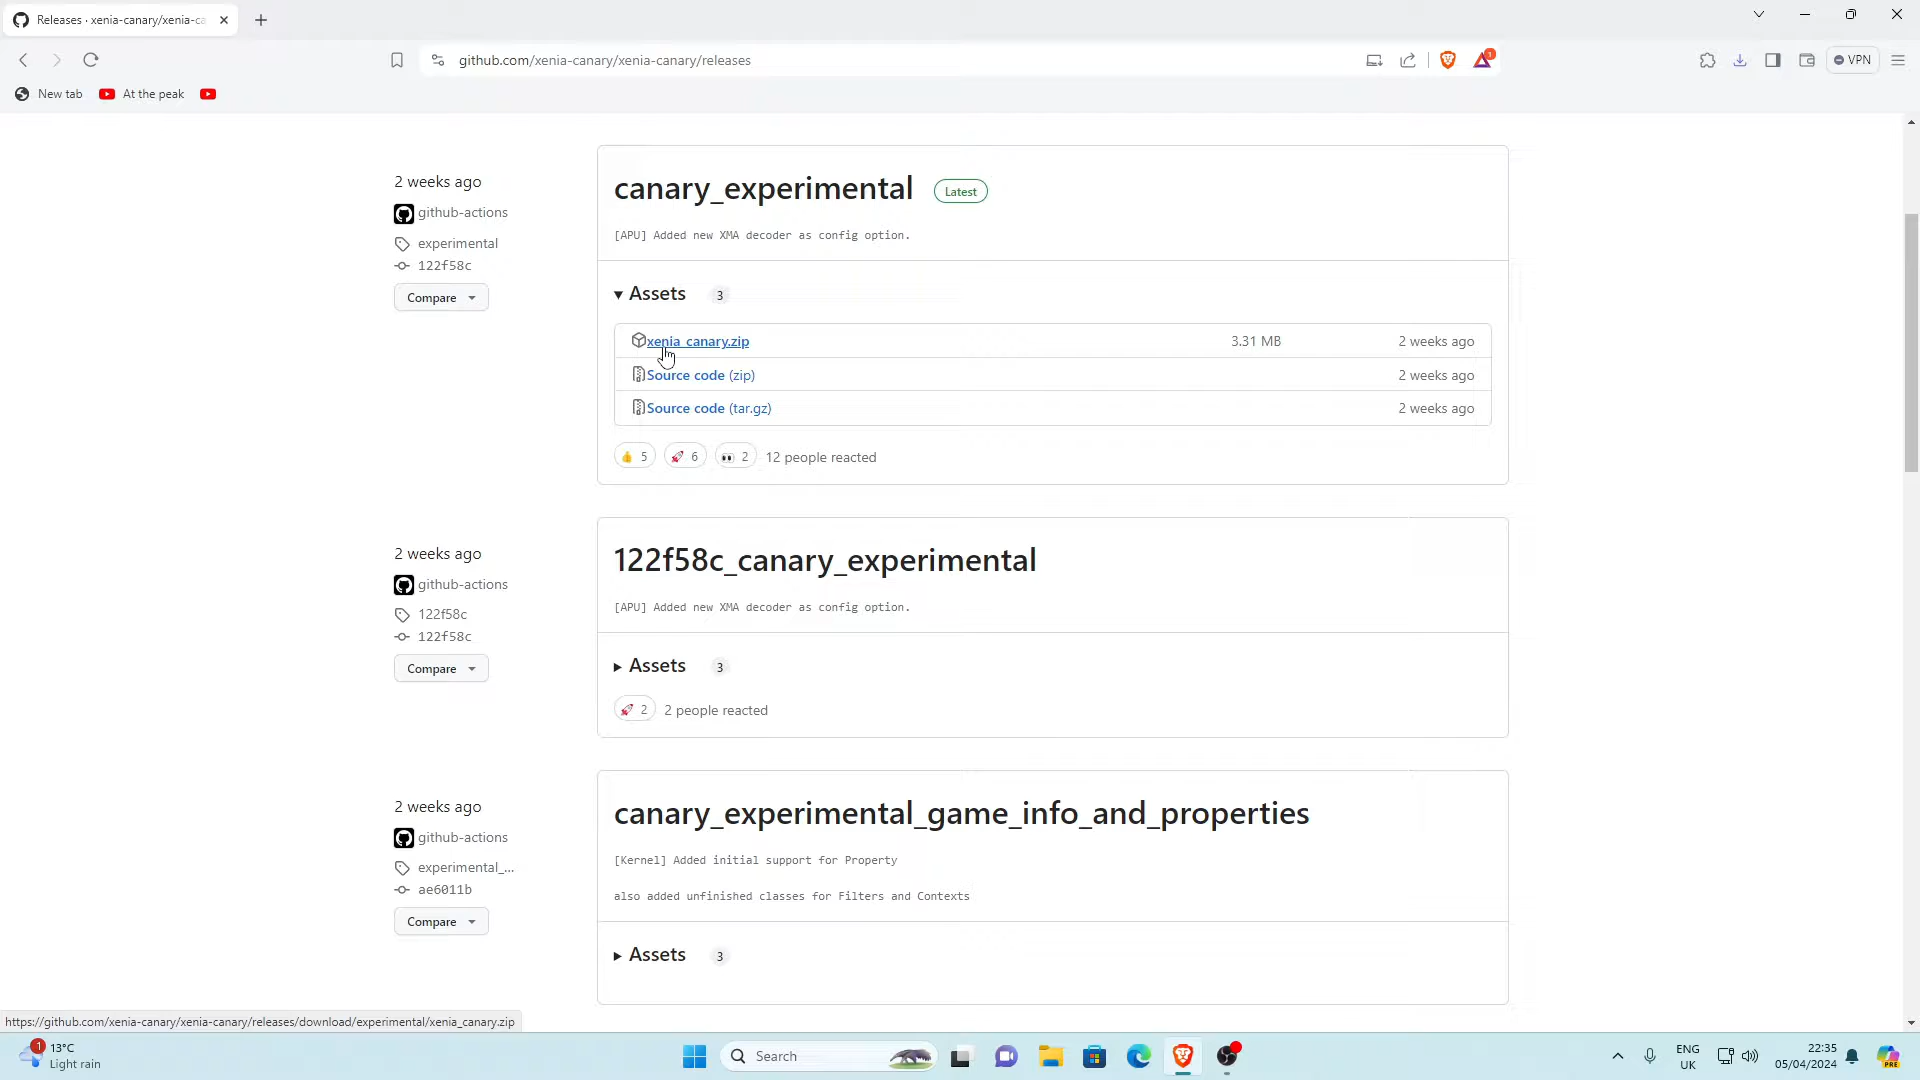 Releases · xenia-canary/xenia-ca
github.com/xenia-canary/xenia-canary/releases
1
VPN
New tab
At the peak
2 weeks ago
github-actions
experimental
122f58c
Compare
canary_experimental
Latest
[APU] Added new XMA decoder as config option.
Assets 3
xenia_canary.zip 3.31 MB 2 weeks ago
Source code (zip) 2 weeks ago
Source code (tar.gz) 2 weeks ago
5 6 2 12 people reacted
2 weeks ago
github-actions
122f58c
122f58c
Compare
122f58c_canary_experimental
[APU] Added new XMA decoder as config option.
Assets 3
2 2 people reacted
2 weeks ago
github-actions
experimental_...
ae6011b
Compare
canary_experimental_game_info_and_properties
[Kernel] Added initial support for Property
also added unfinished classes for Filters and Contexts
Assets 3
https://github.com/xenia-canary/xenia-canary/releases/download/experimental/xenia_canary.zip
1
13°C
Light rain
Search
ENG
UK
22:35
05/04/2024
PRE